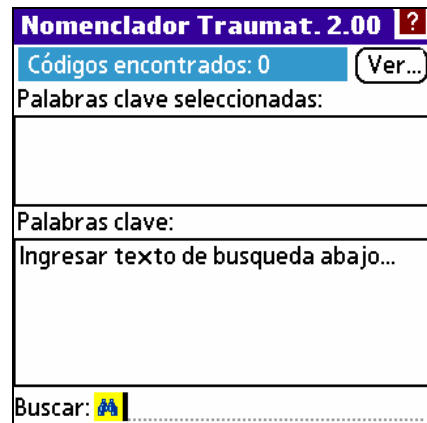 Nomenclador Traumat. 2.00 ?
Códigos encontrados: 0 Ver...
Palabras clave seleccionadas:
Palabras clave:
Ingresar texto de busqueda abajo...
Buscar: